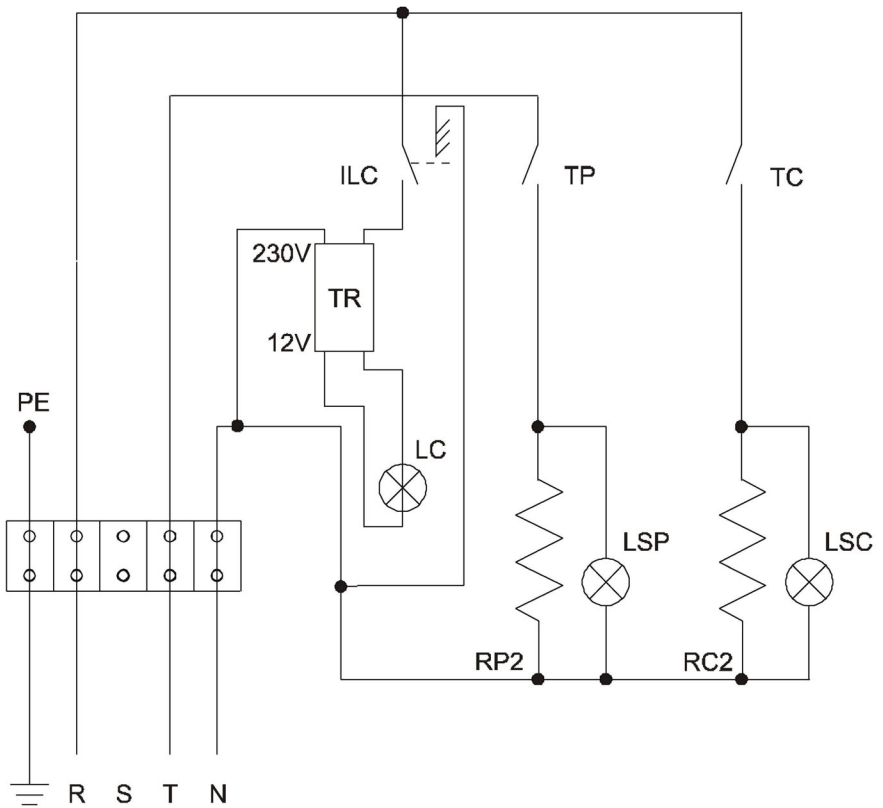 ILC
TP
TC
230V
TR
12V
PE
LC
LSP
LSC
RP2
RC2
R S T N